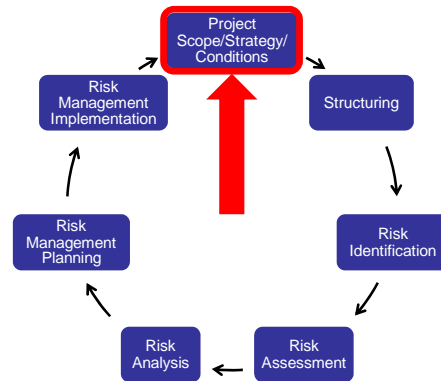 Project
Scope/Strategy/
Conditions
Structuring
Risk
Identification
Risk
Assessment
Risk
Analysis
Risk
Management
Planning
Risk
Management
Implementation